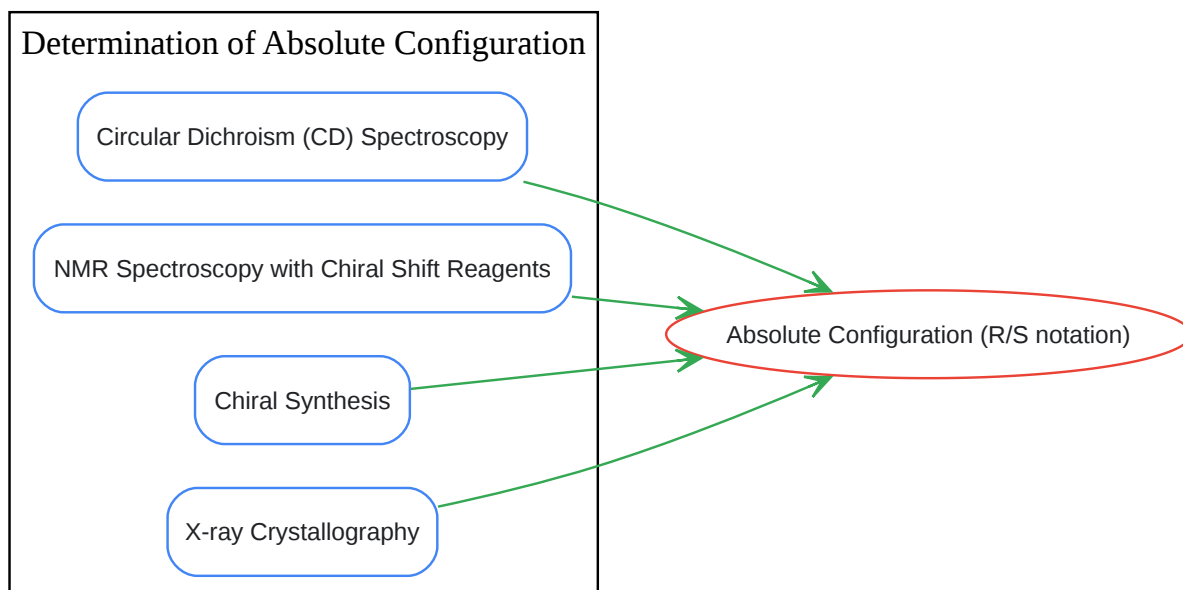 Determination of Absolute Configuration
Circular Dichroism (CD) Spectroscopy
NMR Spectroscopy with Chiral Shift Reagents
Absolute Configuration (R/S notation)
Chiral Synthesis
X-ray Crystallography